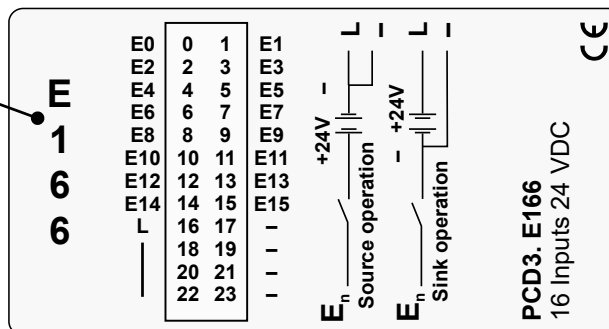 E
1
6
6
E0 0 1 E1
E2 2 3 E3
E4 4 5 E5
E6 6 7 E7
E8 8 9 E9
E10 10 11 E11
E12 12 13 E13
E14 14 15 E15
L 16 17 –
18 19 –
20 21 –
22 23 –
L –
+24V –
En
Source operation
L –
– +24V
En
Sink operation
PCD3. E166
16 Inputs 24 VDC
CE